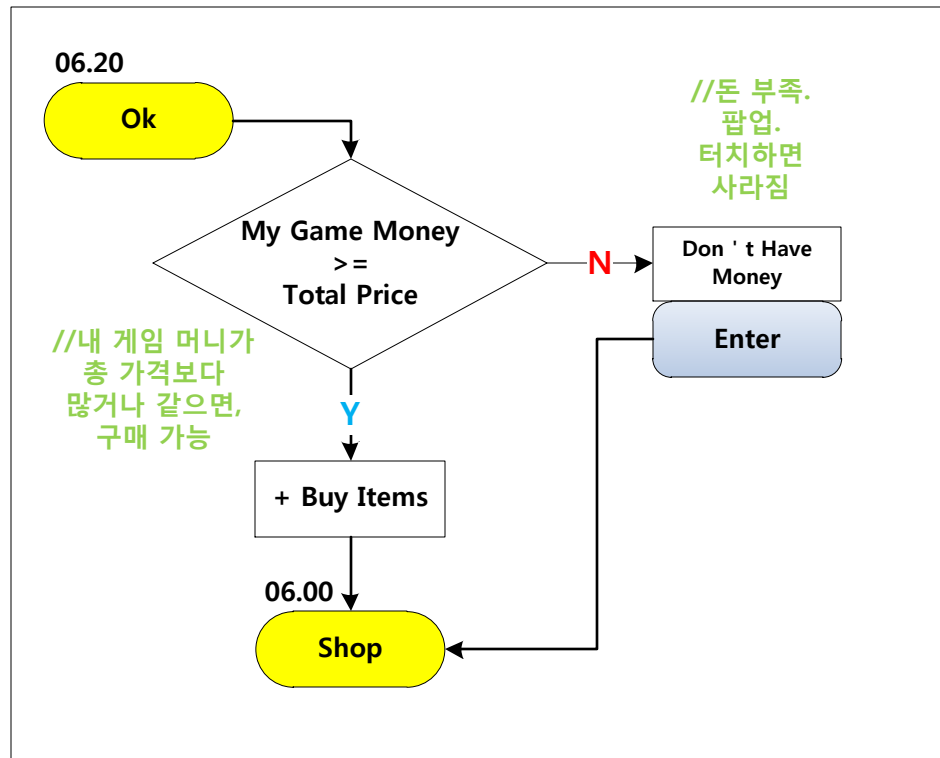 06.20
Ok
//돈 부족.
팝업.
터치하면
사라짐
My Game Money
>=
Total Price
N
Don ' t Have
Money
Enter
//내 게임 머니가
총 가격보다
많거나 같으면,
구매 가능
Y
+ Buy Items
06.00
Shop